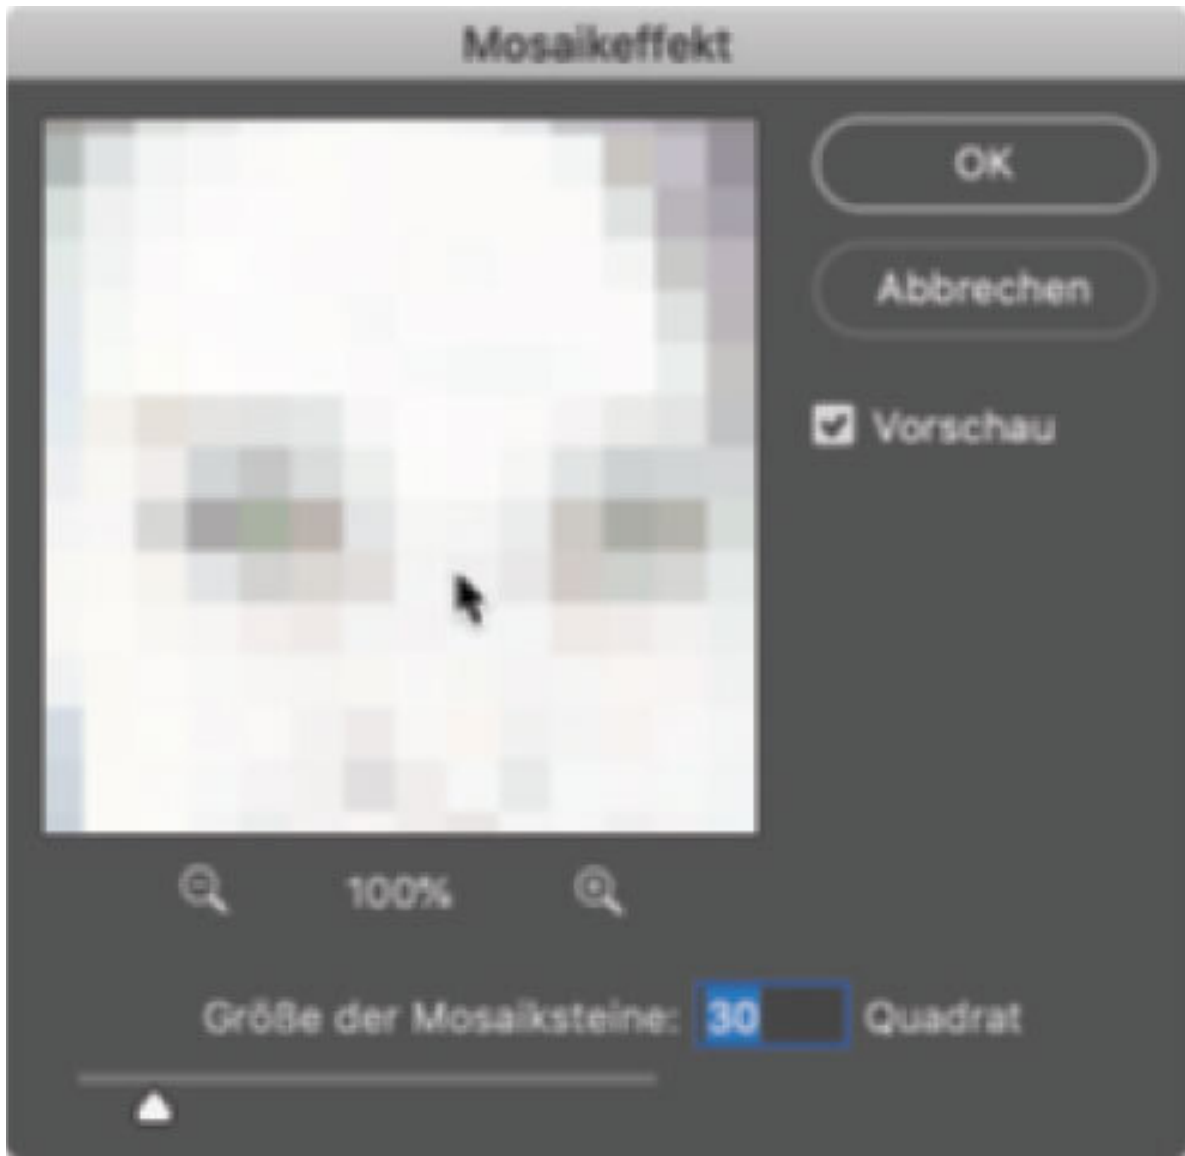 Mosaikeffekt
OK
Abbrechen
Vorschau
100%
Größe der Mosaiksteine: 30 Quadrat